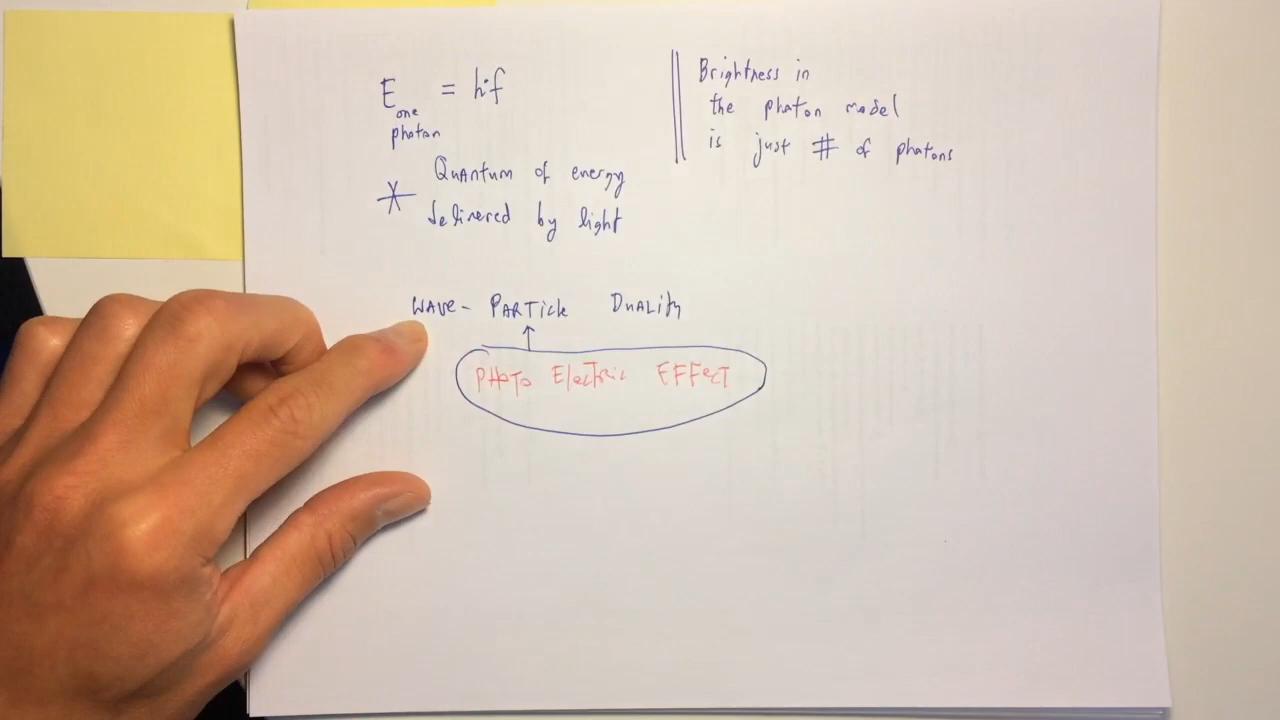 E one photon = h·f
* Quantum of energy
delivered by light
Brightness in
the photon model
is just # of photons
WAVE - PARTICLE DUALITY
PHOTO ElecTric EFFecT